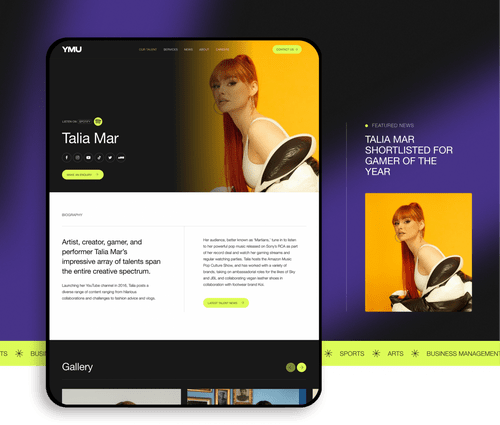 YMU
OUR TALENT SERVICES NEWS ABOUT CAREERS
CONTACT US
LISTEN ON SPOTIFY
Talia Mar
MAKE AN ENQUIRY
BIOGRAPHY
Artist, creator, gamer, and
performer Talia Mar's
impressive array of talents span
the entire creative spectrum.
Launching her YouTube channel in 2016, Talia posts a
diverse range of content ranging from hilarious
collaborations and challenges to fashion advice and vlogs.
Her audience, better known as 'Martians,' tune in to listen
to her powerful pop music released on Sony's RCA as part
of her record deal and watch her gaming streams and
regular watching parties. Talia hosts the Amazon Music
Pop Culture Show, and has worked with a variety of
brands, taking on ambassadorial roles for the likes of Sky
and JBL and collaborating vegan-leather shoes in
collaboration with footwear brand Koi.
LATEST TALENT NEWS
Gallery
FEATURED NEWS
TALIA MAR
SHORTLISTED FOR
GAMER OF THE
YEAR
TS BUSI
SPORTS ARTS BUSINESS MANAGEMENT